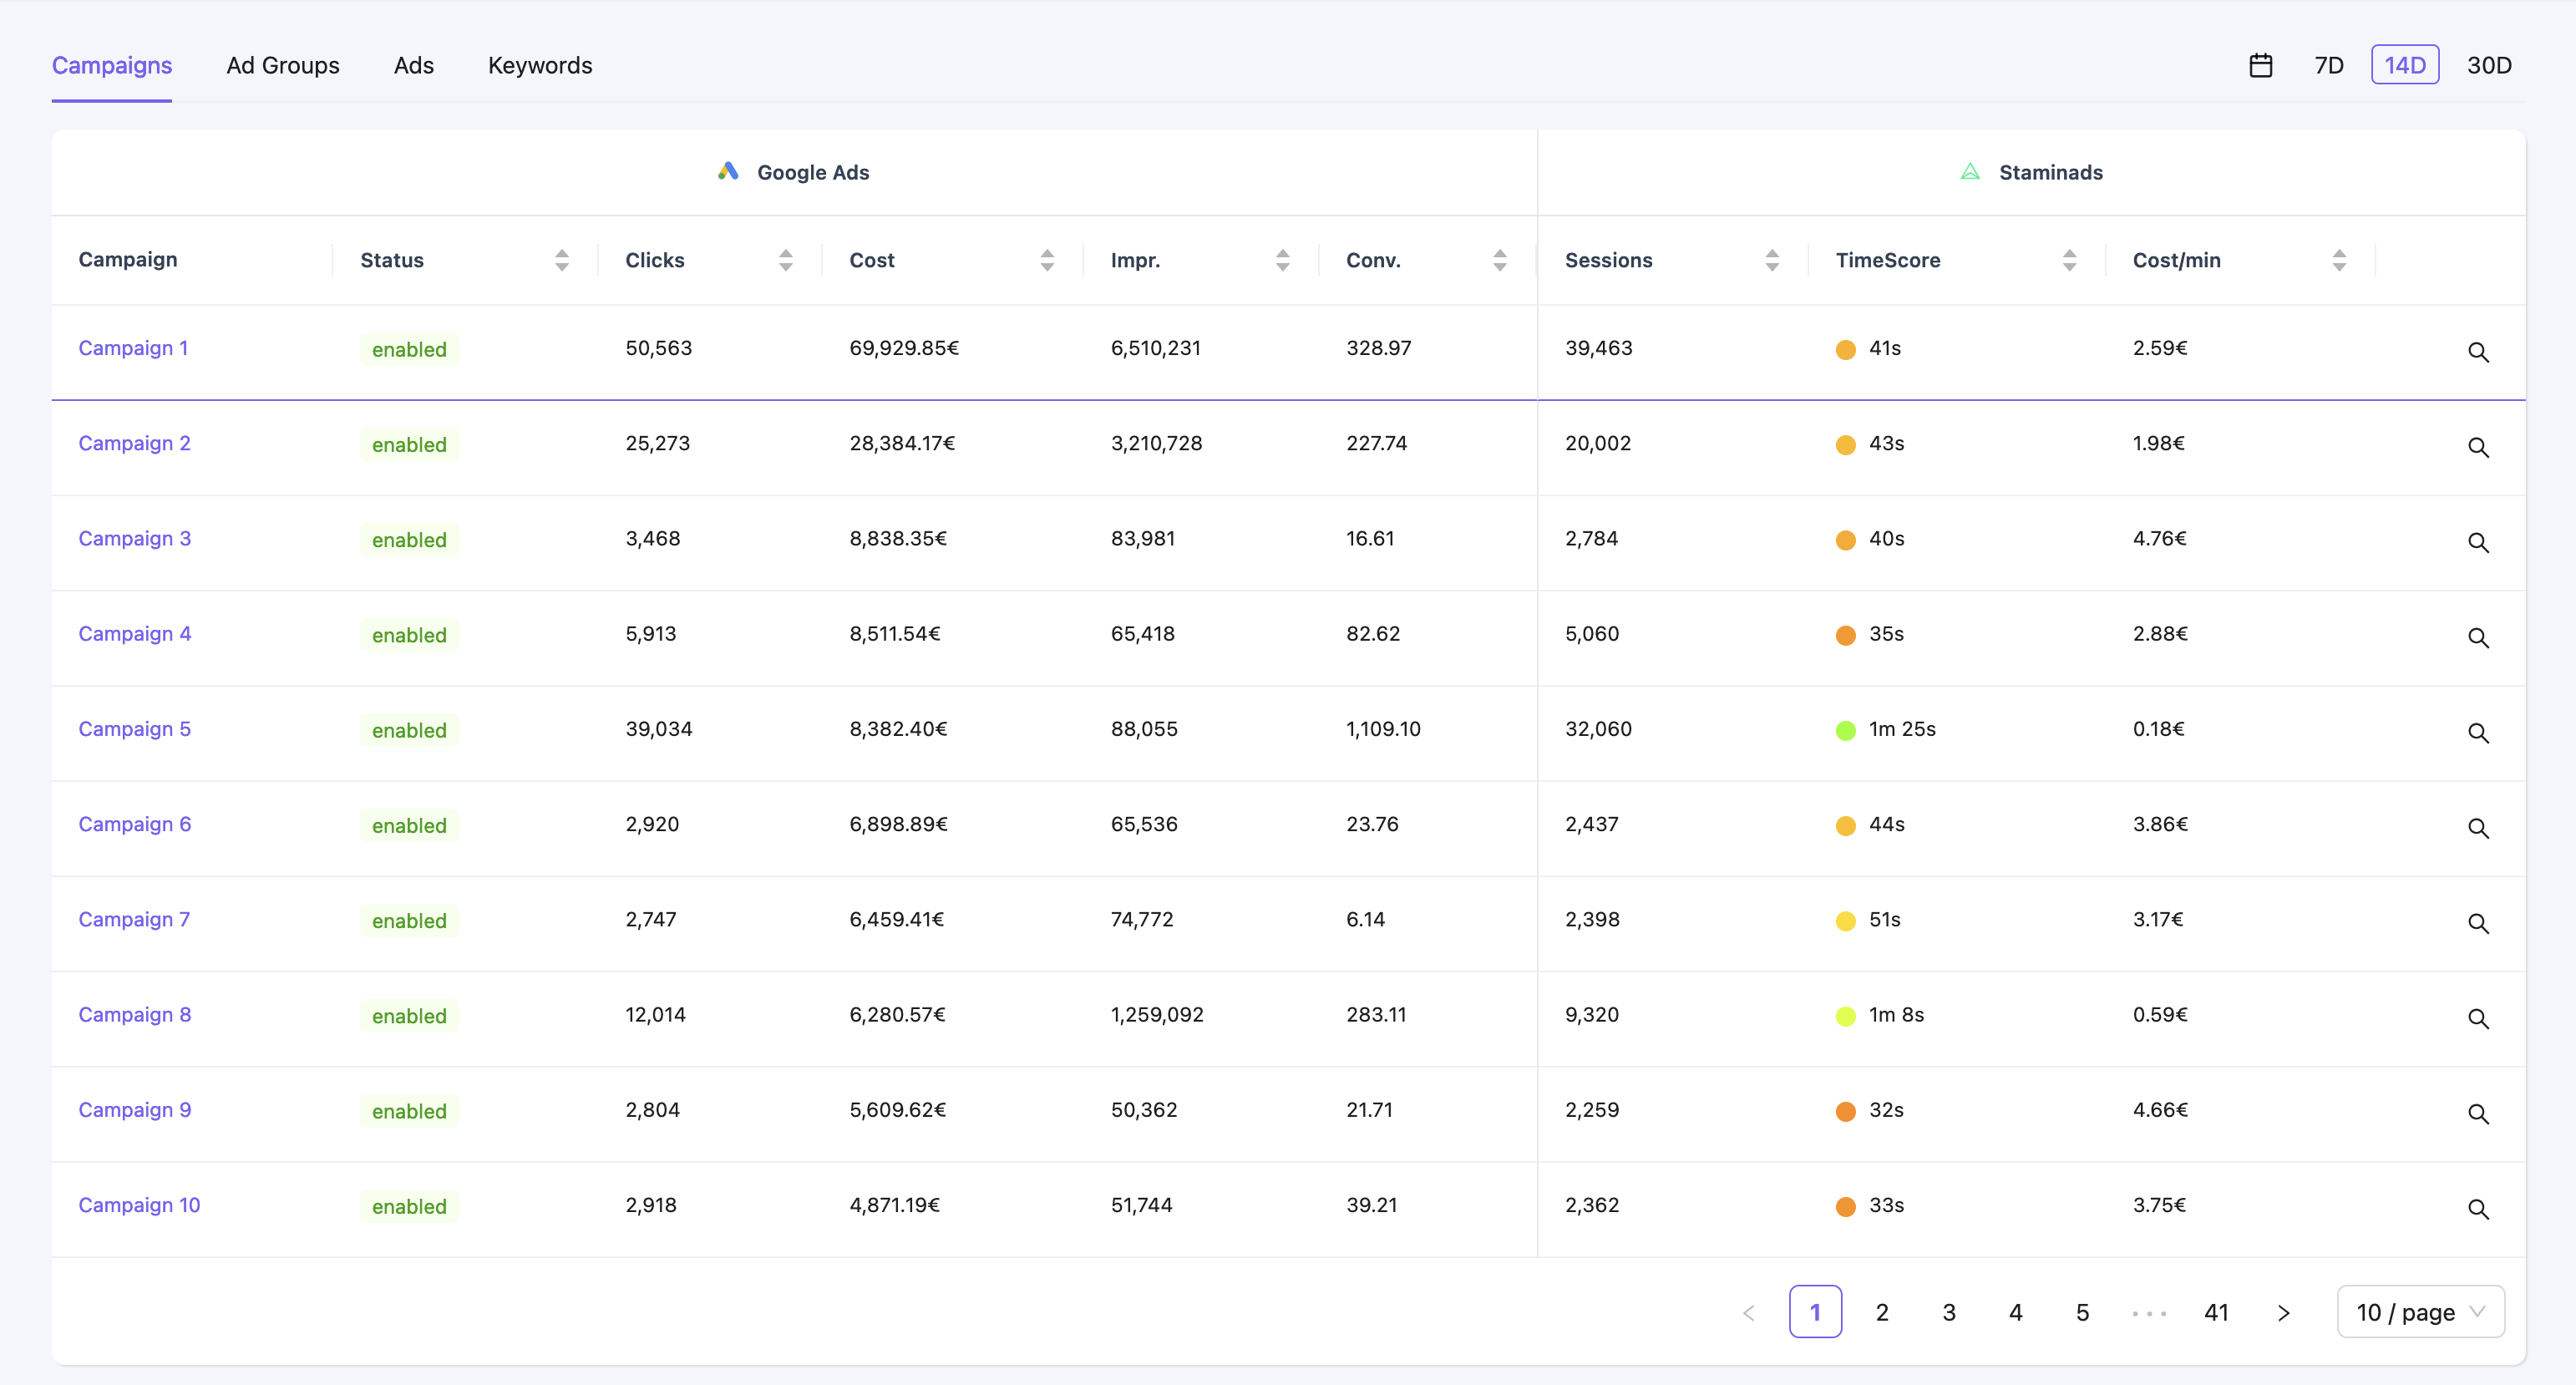 Campaigns Ad Groups Ads Keywords 7D 14D 30D
Google Ads Staminads
Campaign Status Clicks Cost Impr. Conv. Sessions TimeScore Cost/min
Campaign 1 enabled 50,563 69,929.85€ 6,510,231 328.97 39,463 41s 2.59€
Campaign 2 enabled 25,273 28,384.17€ 3,210,728 227.74 20,002 43s 1.98€
Campaign 3 enabled 3,468 8,838.35€ 83,981 16.61 2,784 40s 4.76€
Campaign 4 enabled 5,913 8,511.54€ 65,418 82.62 5,060 35s 2.88€
Campaign 5 enabled 39,034 8,382.40€ 88,055 1,109.10 32,060 1m 25s 0.18€
Campaign 6 enabled 2,920 6,898.89€ 65,536 23.76 2,437 44s 3.86€
Campaign 7 enabled 2,747 6,459.41€ 74,772 6.14 2,398 51s 3.17€
Campaign 8 enabled 12,014 6,280.57€ 1,259,092 283.11 9,320 1m 8s 0.59€
Campaign 9 enabled 2,804 5,609.62€ 50,362 21.71 2,259 32s 4.66€
Campaign 10 enabled 2,918 4,871.19€ 51,744 39.21 2,362 33s 3.75€
< 1 2 3 4 5 ••• 41 > 10 / page